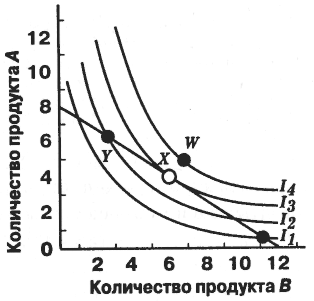 Количество продукта A
12
10
8
6
4
2
0
W
Y
X
I4
I3
I2
I1
2 4 6 8 10 12
Количество продукта B